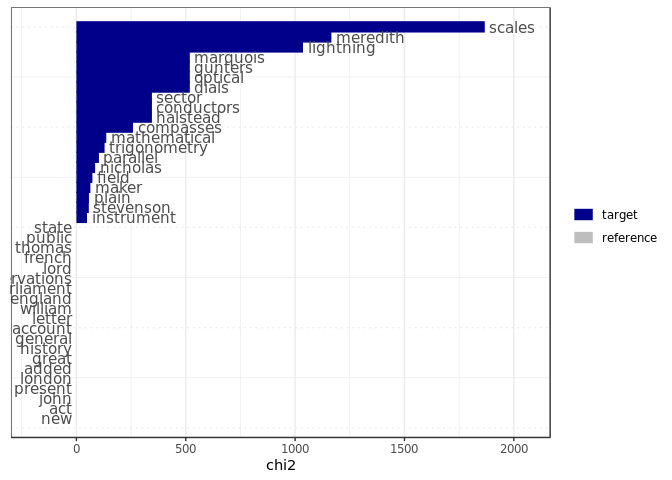 scales
meredith
lightning
marquois
gunters
optical
dials
sector
conductors
halstead
compasses
mathematical
trigonometry
parallel
nicholas
field
maker
plain
stevenson
instrument
state
public
thomas
french
lord
rvations
rliament
england
william
letter
account
general
history
great
added
london
present
john
act
new
target
reference
0 500 1000 1500 2000
chi2